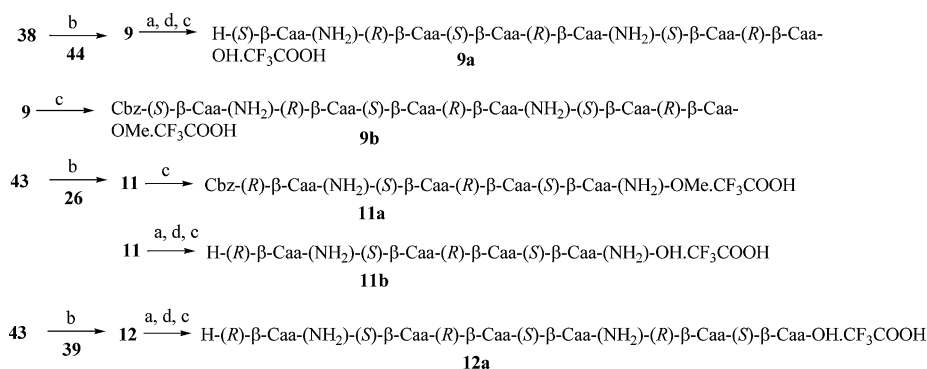 38 b 44 9 a, d, c H-(S)-β-Caa-(NH2)-(R)-β-Caa-(S)-β-Caa-(R)-β-Caa-(NH2)-(S)-β-Caa-(R)-β-Caa-
OH.CF3COOH
9a
9 c Cbz-(S)-β-Caa-(NH2)-(R)-β-Caa-(S)-β-Caa-(R)-β-Caa-(NH2)-(S)-β-Caa-(R)-β-Caa-
OMe.CF3COOH
9b
43 b 26 11 c Cbz-(R)-β-Caa-(NH2)-(S)-β-Caa-(R)-β-Caa-(S)-β-Caa-(NH2)-OMe.CF3COOH
11a
11 a, d, c H-(R)-β-Caa-(NH2)-(S)-β-Caa-(R)-β-Caa-(S)-β-Caa-(NH2)-OH.CF3COOH
11b
43 b 39 12 a, d, c H-(R)-β-Caa-(NH2)-(S)-β-Caa-(R)-β-Caa-(S)-β-Caa-(NH2)-(R)-β-Caa-(S)-β-Caa-OH.CF3COOH
12a